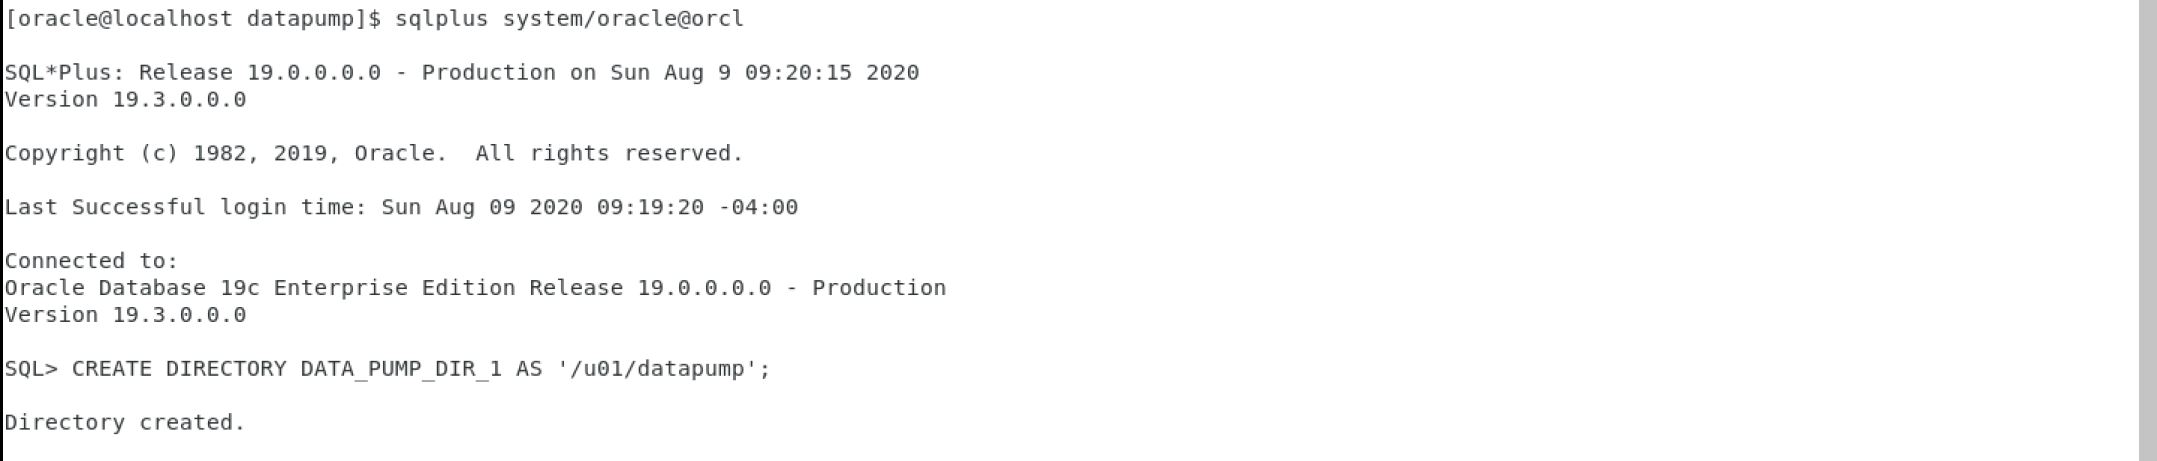 [oracle@localhost datapump]$ sqlplus system/oracle@orcl
SQL*Plus: Release 19.0.0.0.0 - Production on Sun Aug 9 09:20:15 2020
Version 19.3.0.0.0
Copyright (c) 1982, 2019, Oracle.  All rights reserved.
Last Successful login time: Sun Aug 09 2020 09:19:20 -04:00
Connected to:
Oracle Database 19c Enterprise Edition Release 19.0.0.0.0 - Production
Version 19.3.0.0.0
SQL> CREATE DIRECTORY DATA_PUMP_DIR_1 AS '/u01/datapump';
Directory created.